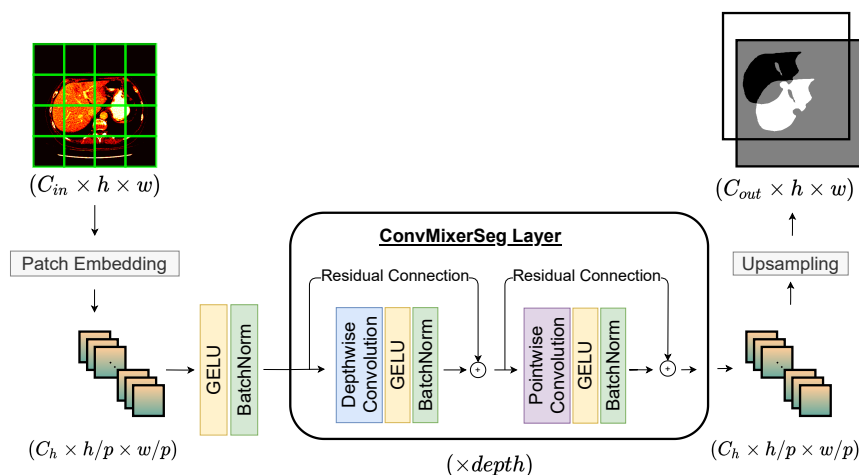 (C_in × h × w)
Patch Embedding
(C_h × h/p × w/p)
GELU
BatchNorm
ConvMixerSeg Layer
Residual Connection
Depthwise
Convolution
GELU
BatchNorm
+
Residual Connection
Pointwise
Convolution
GELU
BatchNorm
+
(×depth)
(C_h × h/p × w/p)
Upsampling
(C_out × h × w)